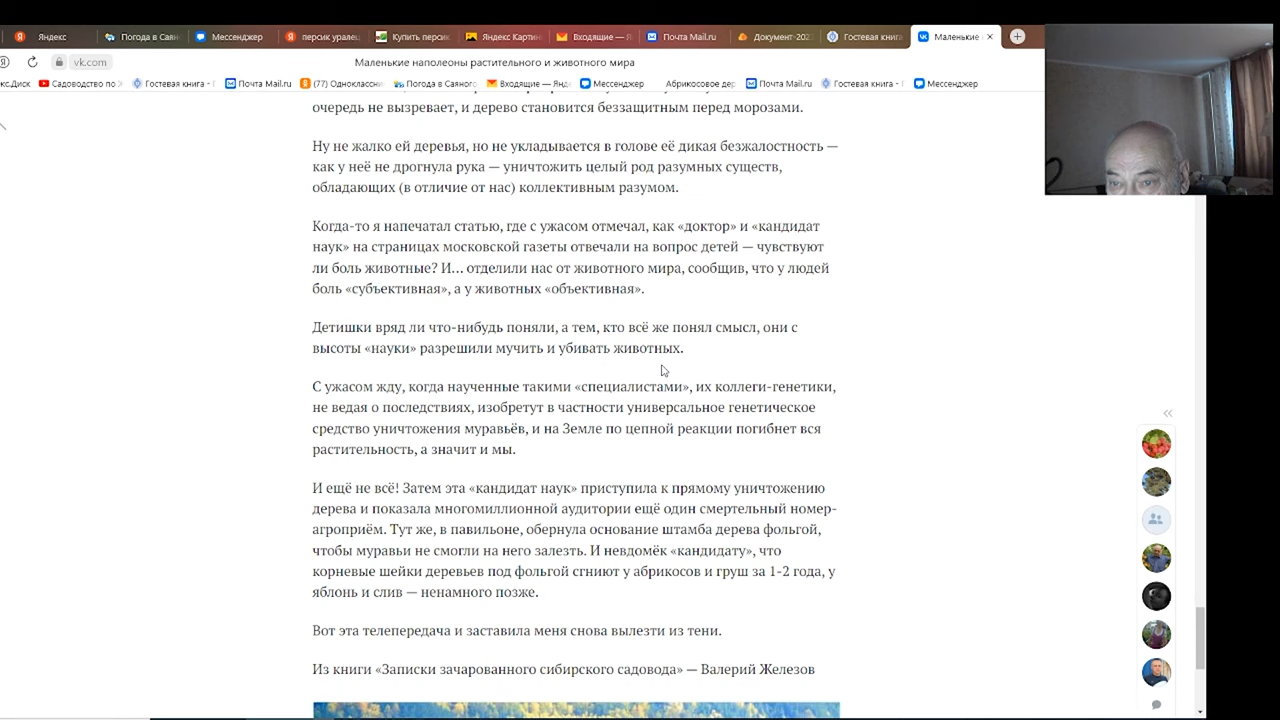 Яндекс
Погода в Саян
Мессенджер
персик уралец
Купить персик
Яндекс Картин
Входящие — Я
Почта Mail.ru
Документ-202
Гостевая книга
Маленькие
vk.com
Маленькие наполеоны растительного и животного мира
кс.Диск
Садоводство по
Гостевая книга - Г
Почта Mail.ru
(77) Одноклассни
Погода в Саяного
Входящие — Янд
Мессенджер
Абрикосовое дер
Почта Mail.ru
Гостевая книга - Г
Мессенджер
очередь не вызревает, и дерево становится беззащитным перед морозами.
Ну не жалко ей деревья, но не укладывается в голове её дикая безжалостность —
как у неё не дрогнула рука — уничтожить целый род разумных существ,
обладающих (в отличие от нас) коллективным разумом.
Когда-то я напечатал статью, где с ужасом отмечал, как «доктор» и «кандидат
наук» на страницах московской газеты отвечали на вопрос детей — чувствуют
ли боль животные? И… отделили нас от животного мира, сообщив, что у людей
боль «субъективная», а у животных «объективная».
Детишки вряд ли что-нибудь поняли, а тем, кто всё же понял смысл, они с
высоты «науки» разрешили мучить и убивать животных.
С ужасом жду, когда наученные такими «специалистами», их коллеги-генетики,
не ведая о последствиях, изобретут в частности универсальное генетическое
средство уничтожения муравьёв, и на Земле по цепной реакции погибнет вся
растительность, а значит и мы.
И ещё не всё! Затем эта «кандидат наук» приступила к прямому уничтожению
дерева и показала многомиллионной аудитории ещё один смертельный номер-
агроприём. Тут же, в павильоне, обернула основание штамба дерева фольгой,
чтобы муравьи не смогли на него залезть. И невдомёк «кандидату», что
корневые шейки деревьев под фольгой сгниют у абрикосов и груш за 1-2 года, у
яблонь и слив — ненамного позже.
Вот эта телепередача и заставила меня снова вылезти из тени.
Из книги «Записки зачарованного сибирского садовода» — Валерий Железов